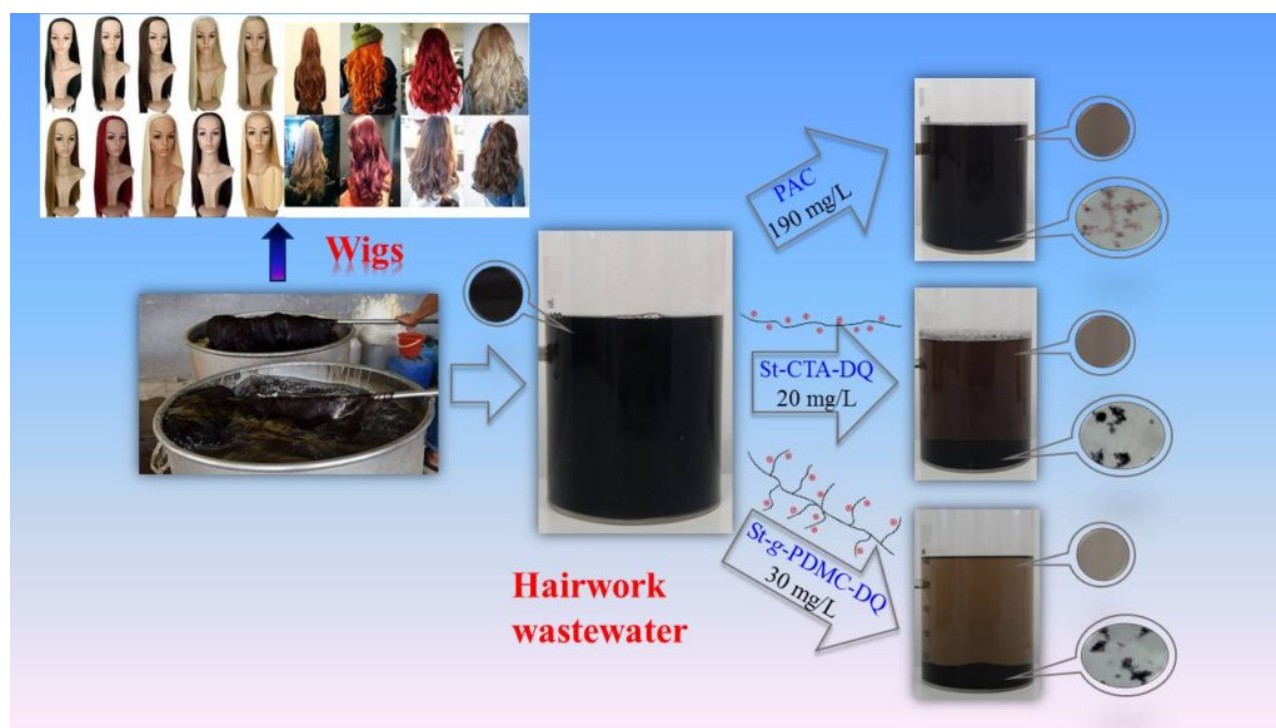 Wigs
Hairwork
wastewater
PAC
190 mg/L
St-CTA-DQ
20 mg/L
St-g-PDMC-DQ
30 mg/L